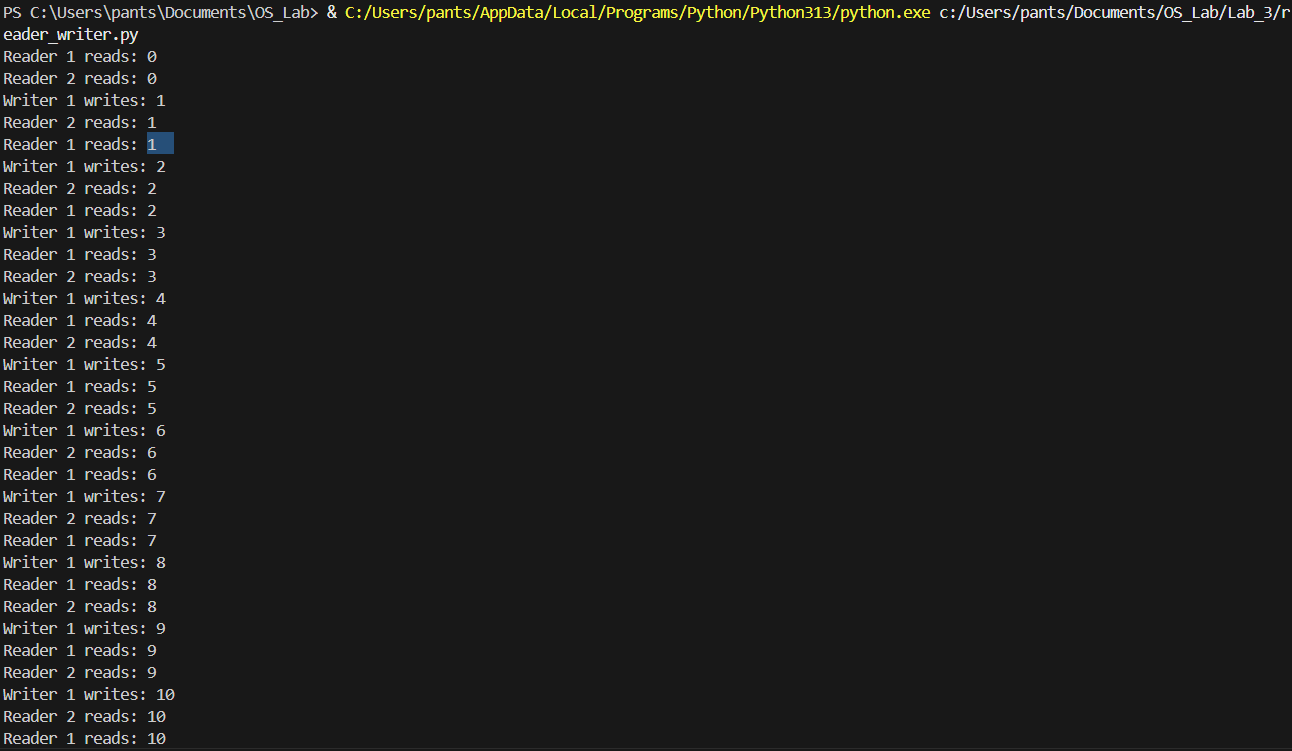 PS C:\Users\pants\Documents\OS_Lab> & C:/Users/pants/AppData/Local/Programs/Python/Python313/python.exe c:/Users/pants/Documents/OS_Lab/Lab_3/r
eader_writer.py
Reader 1 reads: 0
Reader 2 reads: 0
Writer 1 writes: 1
Reader 2 reads: 1
Reader 1 reads: 1
Writer 1 writes: 2
Reader 2 reads: 2
Reader 1 reads: 2
Writer 1 writes: 3
Reader 1 reads: 3
Reader 2 reads: 3
Writer 1 writes: 4
Reader 1 reads: 4
Reader 2 reads: 4
Writer 1 writes: 5
Reader 1 reads: 5
Reader 2 reads: 5
Writer 1 writes: 6
Reader 2 reads: 6
Reader 1 reads: 6
Writer 1 writes: 7
Reader 2 reads: 7
Reader 1 reads: 7
Writer 1 writes: 8
Reader 1 reads: 8
Reader 2 reads: 8
Writer 1 writes: 9
Reader 1 reads: 9
Reader 2 reads: 9
Writer 1 writes: 10
Reader 2 reads: 10
Reader 1 reads: 10